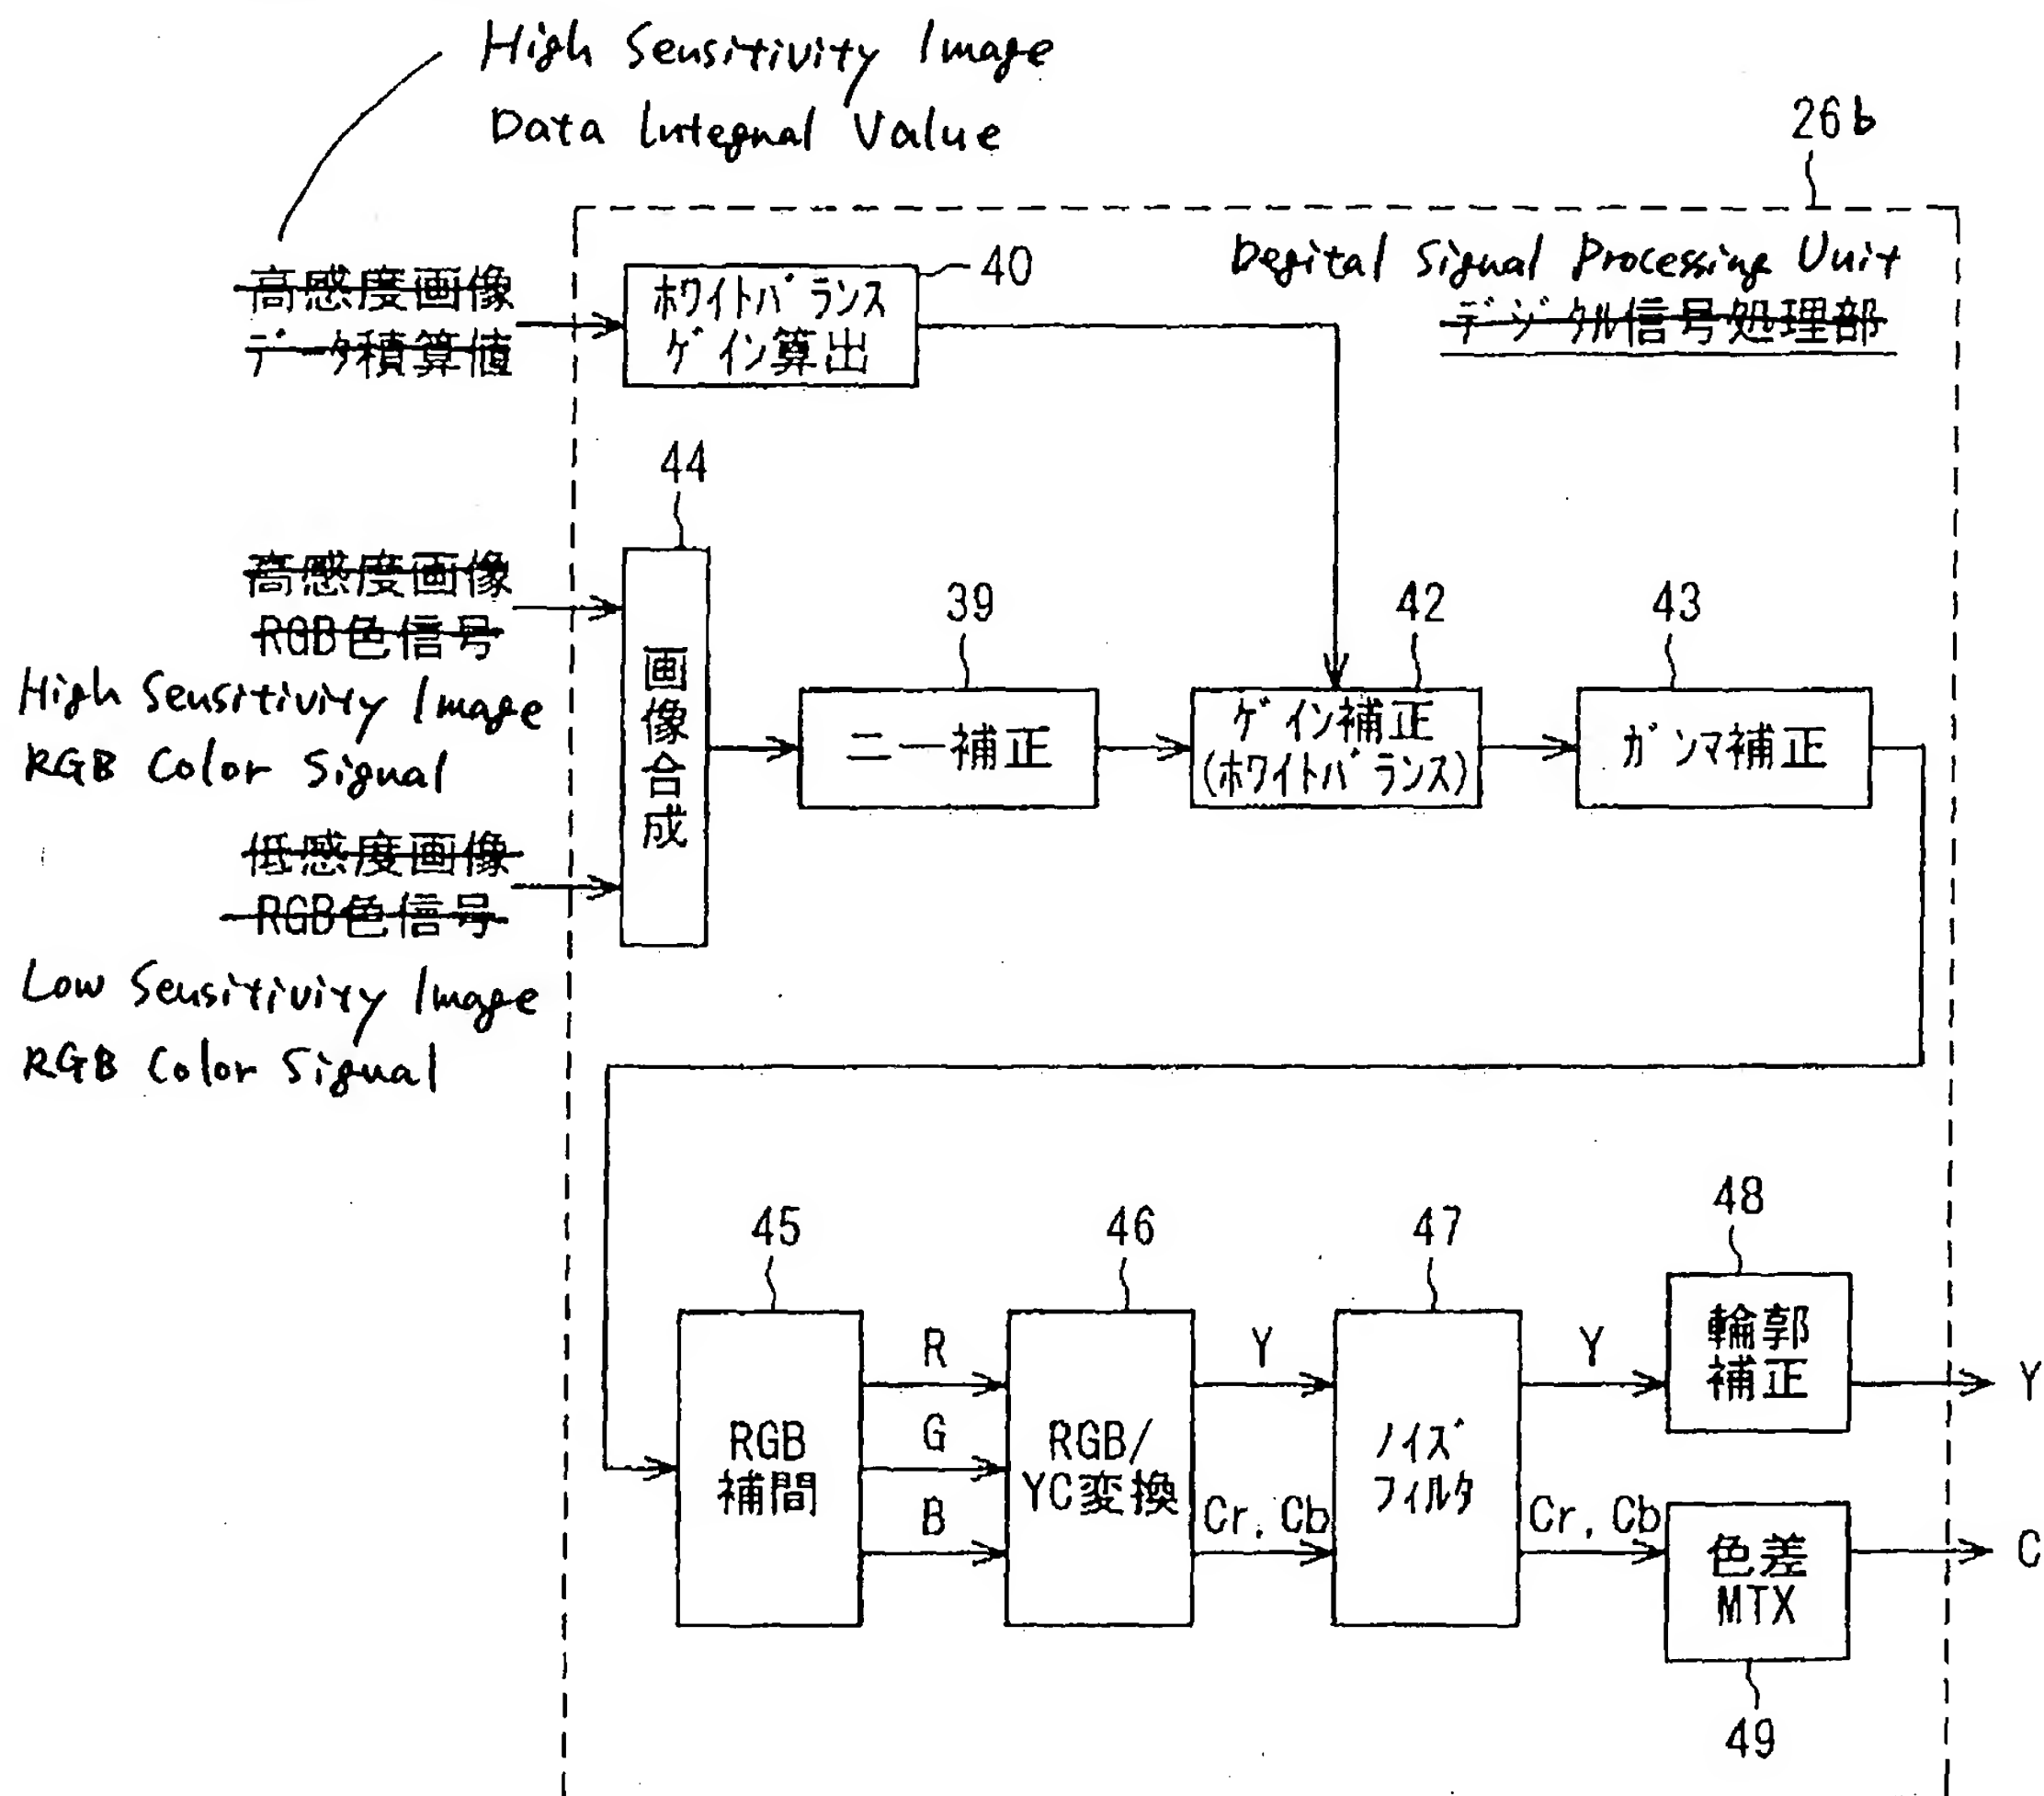 High Sensitivity Image
Data Integnal Value
26b
高感度画像
データ積算値
ﾎﾜｲﾄﾊﾞﾗﾝｽ
ｹﾞｲﾝ算出
40
Degital Signal Processing Unit
デジタル信号処理部
44
高感度画像
RGB色信号
High Sensitivity Image
RGB Color Signal
低感度画像
RGB色信号
Low Sensitivity Image
RGB Color Signal
画像合成
39
ニー補正
42
ｹﾞｲﾝ補正
(ﾎﾜｲﾄﾊﾞﾗﾝｽ)
43
ｶﾞﾝﾏ補正
45
RGB
補間
R
G
B
46
RGB/
YC変換
Y
Cr, Cb
47
ﾉｲｽﾞ
ﾌｨﾙﾀ
Y
Cr, Cb
48
輪郭
補正
Y
色差
MTX
C
49